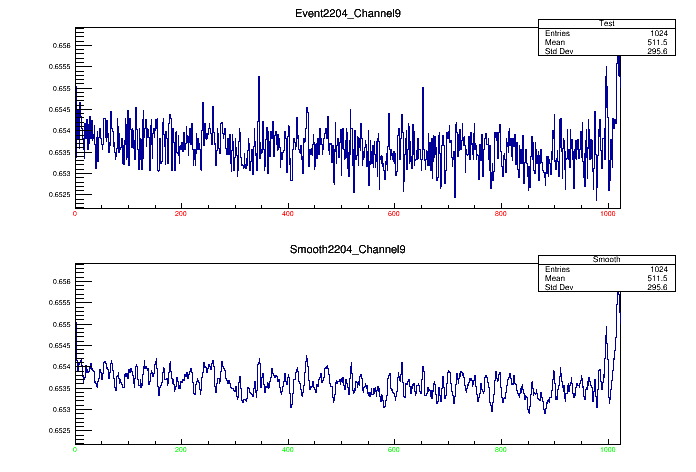 Event2204_Channel9
Test
Entries 1024
Mean 511.5
Std Dev 295.6
0.656
0.6555
0.655
0.6545
0.654
0.6535
0.653
0.6525
0 200 400 600 800 1000
Smooth2204_Channel9
Smooth
Entries 1024
Mean 511.5
Std Dev 295.6
0.656
0.6555
0.655
0.6545
0.654
0.6535
0.653
0.6525
0 200 400 600 800 1000